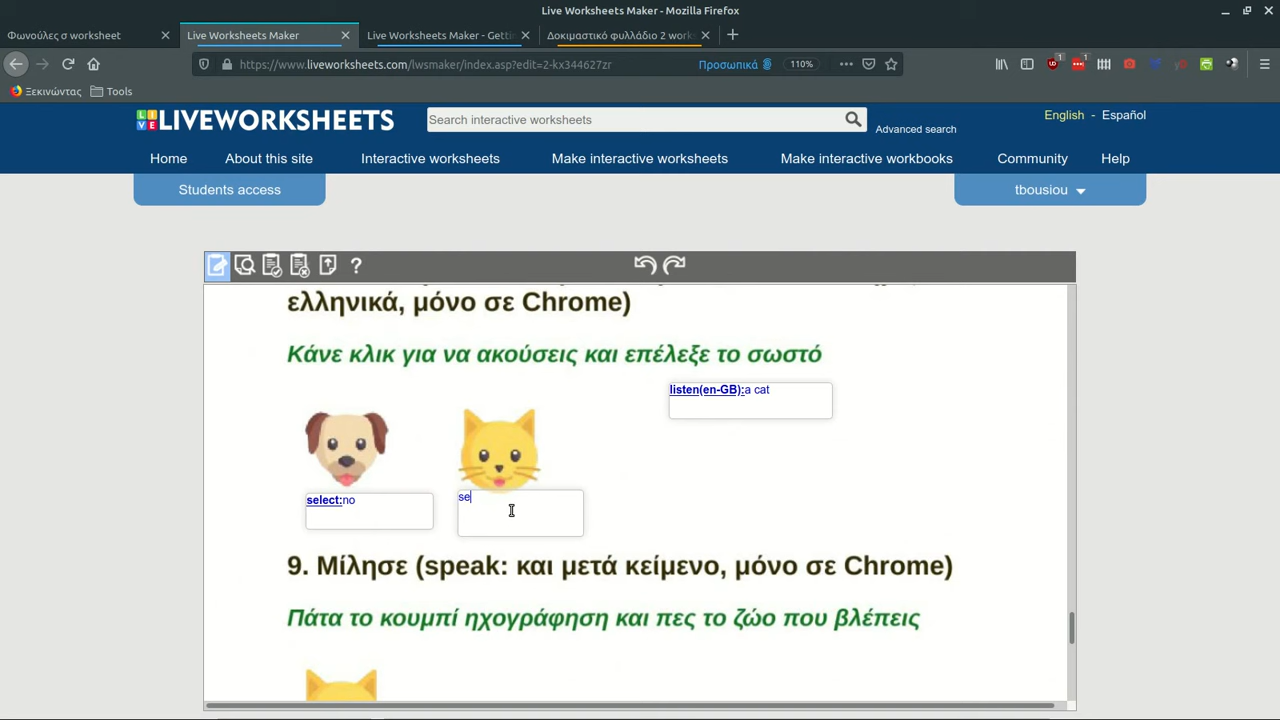 Live Worksheets Maker - Mozilla Firefox
Φωνούλες σ worksheet
Live Worksheets Maker
Live Worksheets Maker - Gettin
Δοκιμαστικό φυλλάδιο 2 work
https://www.liveworksheets.com/lwsmaker/index.asp?edit=2-kx344627zr
Προσωπικά
110%
Ξεκινώντας
Tools
LIVEWORKSHEETS
Search interactive worksheets
Advanced search
English - Español
Home
About this site
Interactive worksheets
Make interactive worksheets
Make interactive workbooks
Community
Help
Students access
tbousiou
ελληνικά, μόνο σε Chrome)
Κάνε κλικ για να ακούσεις και επέλεξε το σωστό
listen(en-GB):a cat
select:no
se
9. Μίλησε (speak: και μετά κείμενο, μόνο σε Chrome)
Πάτα το κουμπί ηχογράφηση και πες το ζώο που βλέπεις